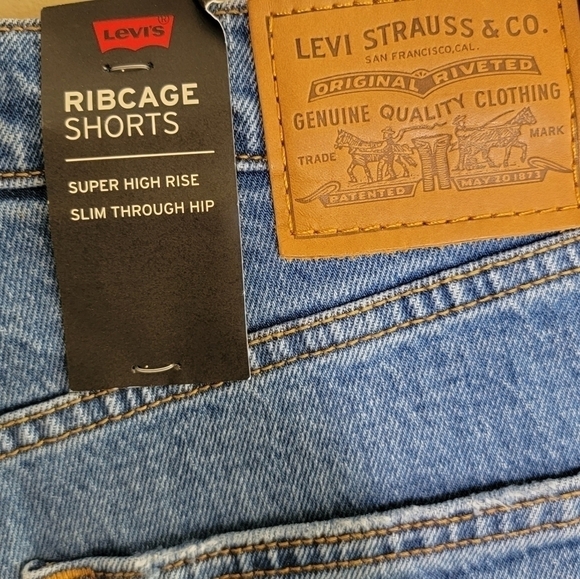 Levi's
RIBCAGE
SHORTS
SUPER HIGH RISE
SLIM THROUGH HIP
LEVI STRAUSS & CO.
SAN FRANCISCO, CAL.
ORIGINAL RIVETED
GENUINE QUALITY CLOTHING
TRADE MARK
PATENTED MAY 20 1873